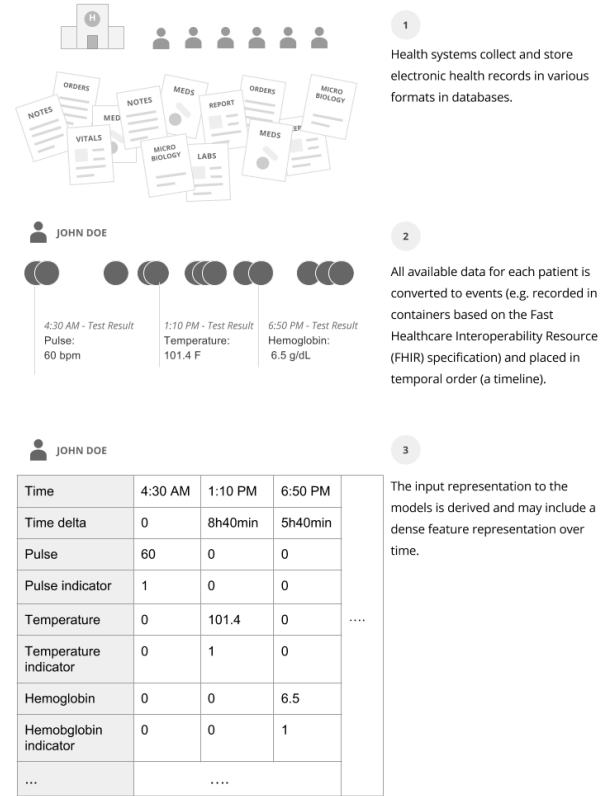 H
1
Health systems collect and store
electronic health records in various
formats in databases.
ORDERS
NOTES
MEDS
REPORT
ORDERS
MICRO
BIOLOGY
NOTES
VITALS
MED
MICRO
BIOLOGY
LABS
MEDS
JOHN DOE
2
All available data for each patient is
converted to events (e.g. recorded in
containers based on the Fast
Healthcare Interoperability Resource
(FHIR) specification) and placed in
temporal order (a timeline).
4:30 AM - Test Result
Pulse:
60 bpm
1:10 PM - Test Result
Temperature:
101.4 F
6:50 PM - Test Result
Hemoglobin:
6.5 g/dL
JOHN DOE
3
The input representation to the
models is derived and may include a
dense feature representation over
time.
Time 4:30 AM 1:10 PM 6:50 PM
Time delta 0 8h40min 5h40min
Pulse 60 0 0
Pulse indicator 1 0 0
Temperature 0 101.4 0 ....
Temperature
indicator 0 1 0
Hemoglobin 0 0 6.5
Hemobglobin
indicator 0 0 1
... ....